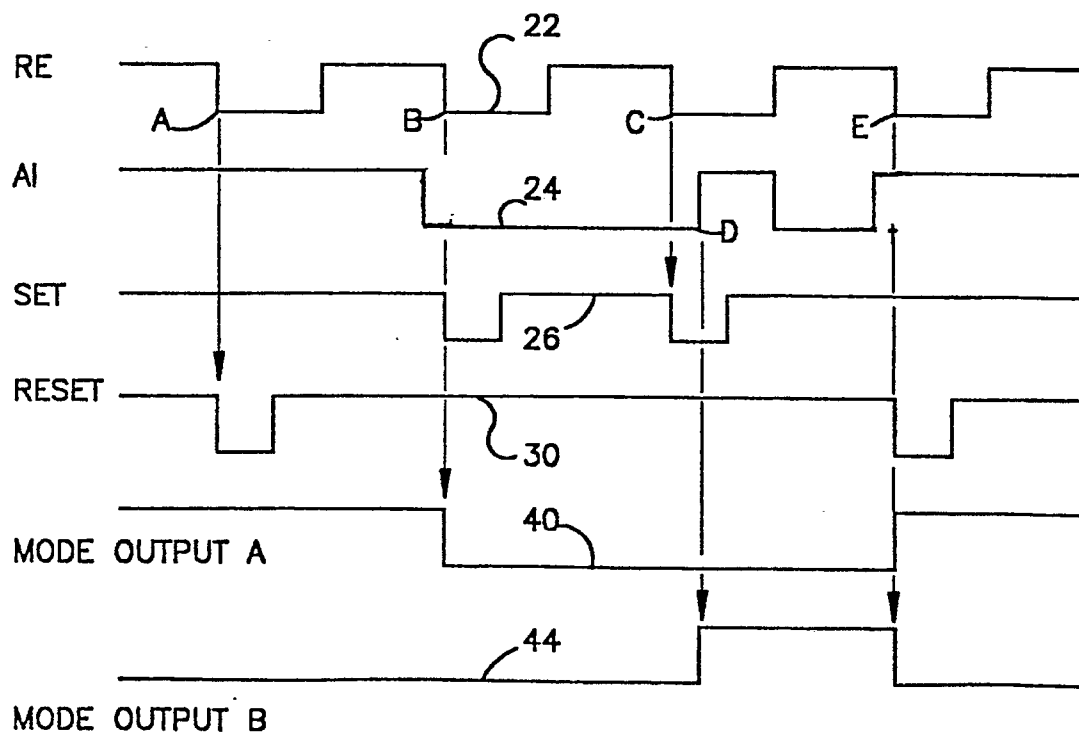 22
RE
A
B
C
E
AI
24
D
SET
26
RESET
30
40
MODE OUTPUT A
44
MODE OUTPUT B